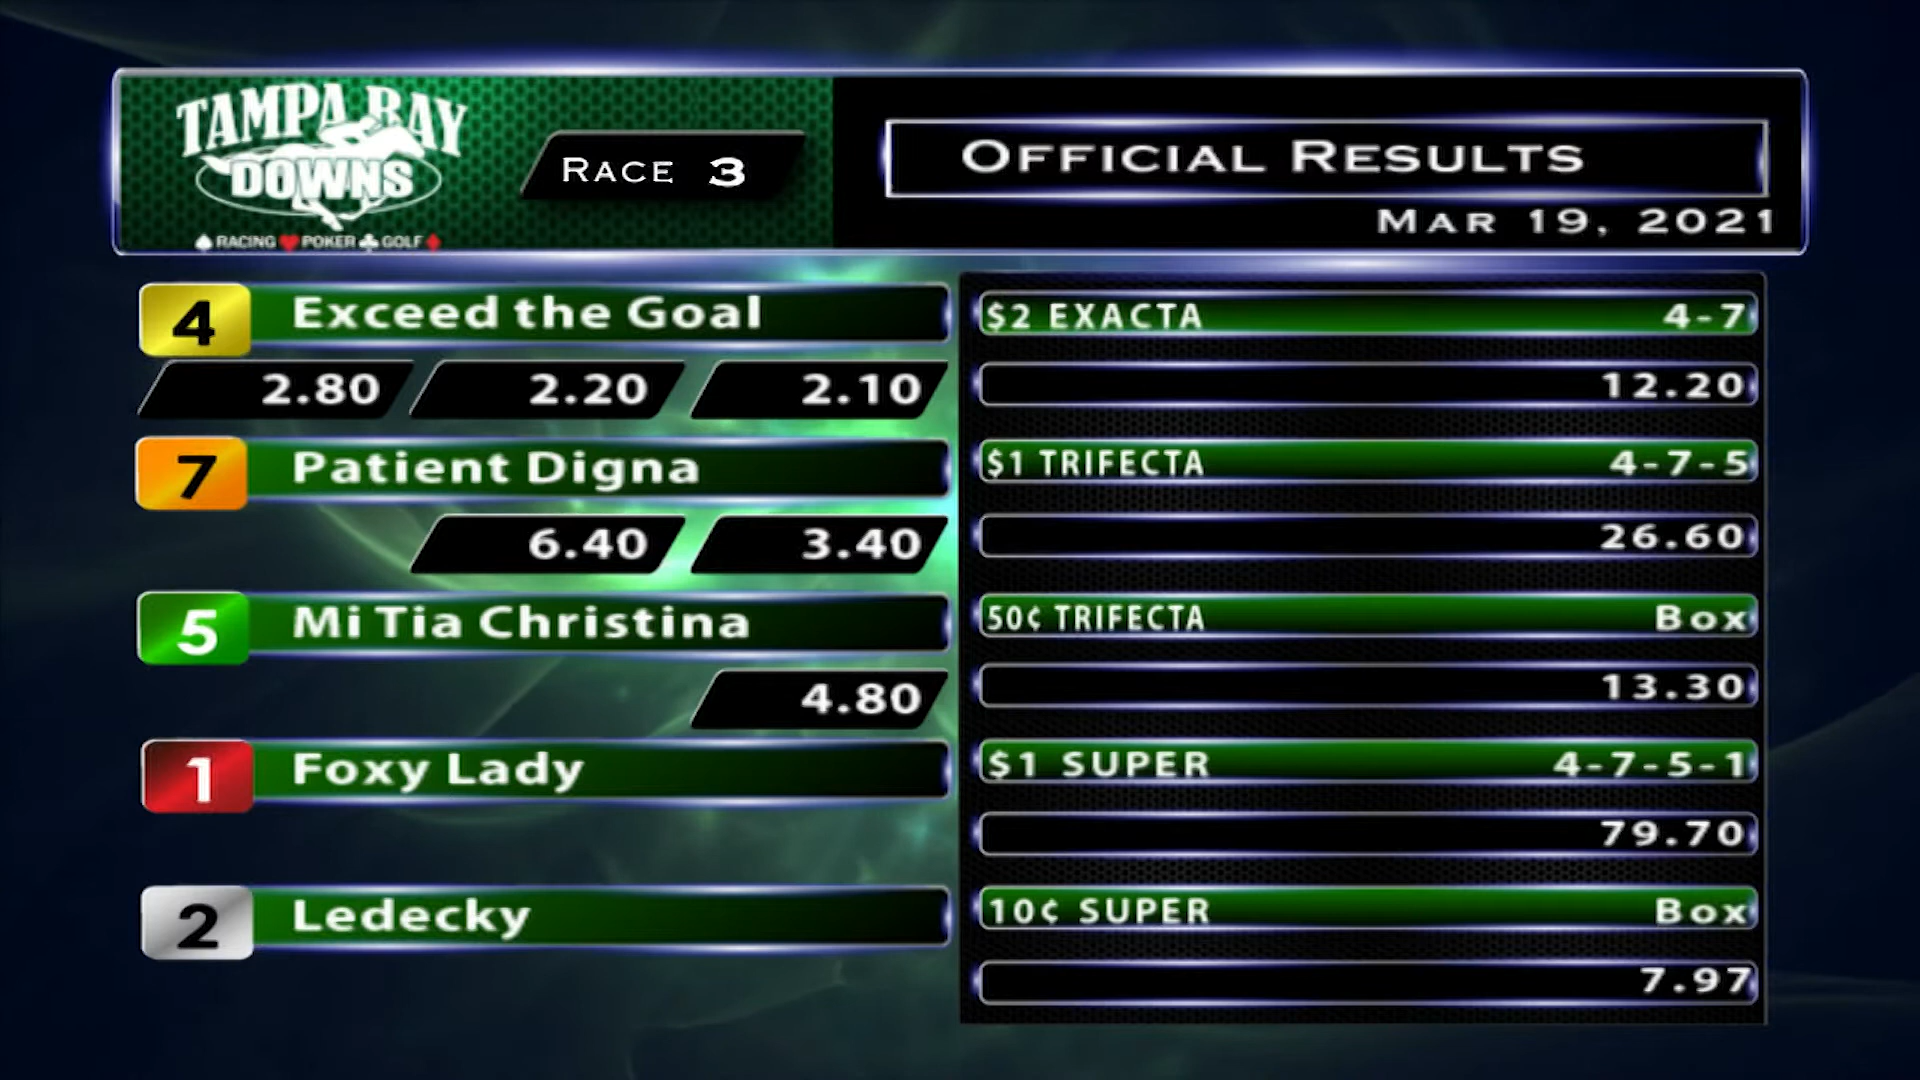 TAMPA BAY
DOWNS
RACING POKER GOLF
RACE 3
OFFICIAL RESULTS
MAR 19, 2021
4 Exceed the Goal
2.80 2.20 2.10
7 Patient Digna
6.40 3.40
5 Mi Tia Christina
4.80
1 Foxy Lady
2 Ledecky
$2 EXACTA 4-7
12.20
$1 TRIFECTA 4-7-5
26.60
50¢ TRIFECTA Box
13.30
$1 SUPER 4-7-5-1
79.70
10¢ SUPER Box
7.97